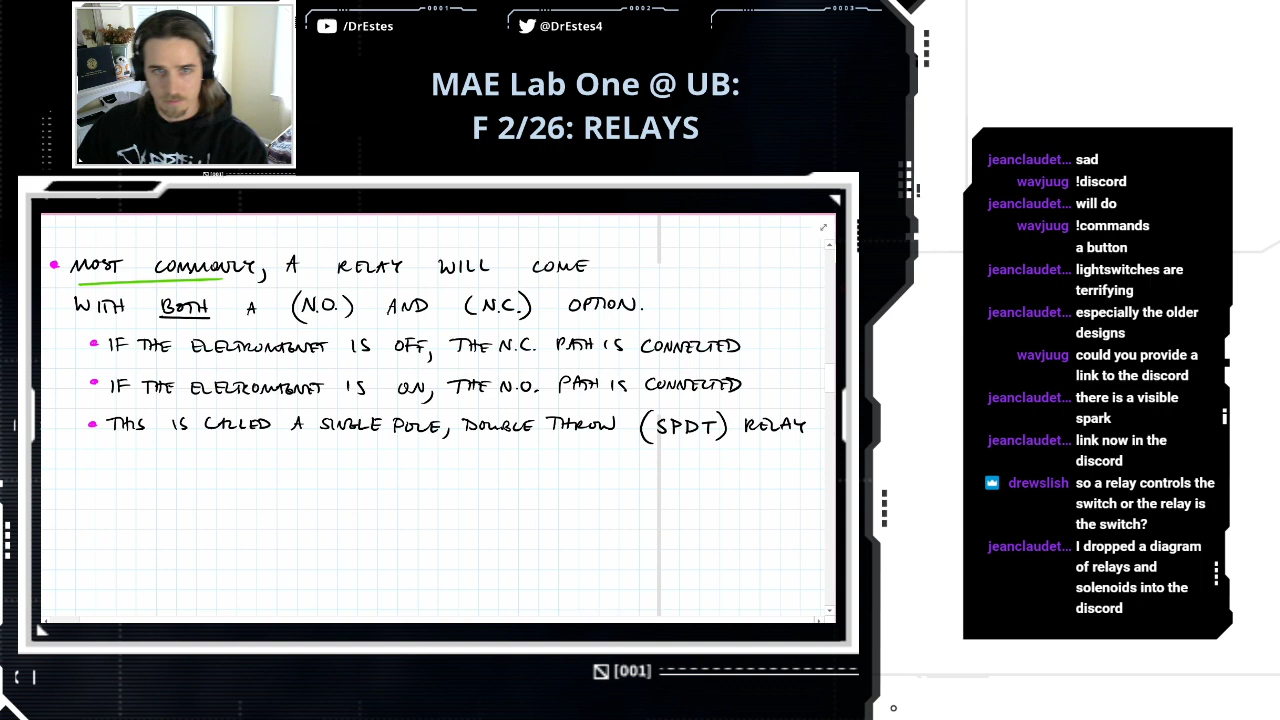 0001
0002
0003
/DrEstes
@DrEstes4
MAE Lab One @ UB:
F 2/26: RELAYS
[001]
• MOST COMMONLY, A RELAY WILL COME
WITH BOTH A (N.O.) AND (N.C.) OPTION.
• IF THE ELECTROMAGNET IS OFF, THE N.C. PATH IS CONNECTED
• IF THE ELECTROMAGNET IS ON, THE N.O. PATH IS CONNECTED
• THIS IS CALLED A SINGLE POLE, DOUBLE THROW (SPDT) RELAY
[001]
jeanclaudet... sad
wavjuug !discord
jeanclaudet... will do
wavjuug !commands
a button
jeanclaudet... lightswitches are
terrifying
jeanclaudet... especially the older
designs
wavjuug could you provide a
link to the discord
jeanclaudet... there is a visible
spark
jeanclaudet... link now in the
discord
drewslish so a relay controls the
switch or the relay is
the switch?
jeanclaudet... I dropped a diagram
of relays and
solenoids into the
discord